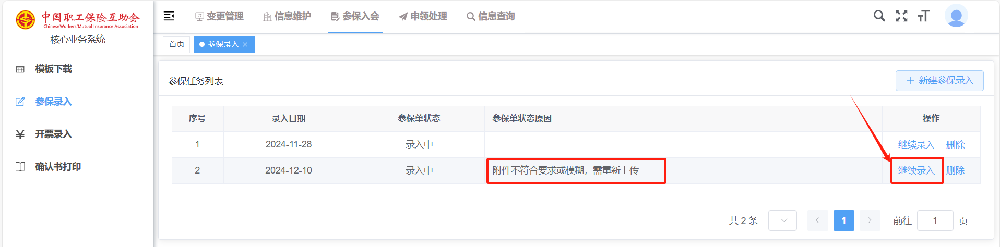 中国职工保险互助会
ChineseWorkers'Mutual Insurance Association
核心业务系统
模板下载
参保录入
开票录入
确认书打印
变更管理 信息维护 参保入会 申领处理 信息查询
首页 参保录入 ×
参保任务列表
+ 新建参保录入
序号 录入日期 参保单状态 参保单状态原因 操作
1 2024-11-28 录入中 继续录入 删除
2 2024-12-10 录入中 附件不符合要求或模糊，需重新上传 继续录入 删除
共 2 条 1 前往 1 页